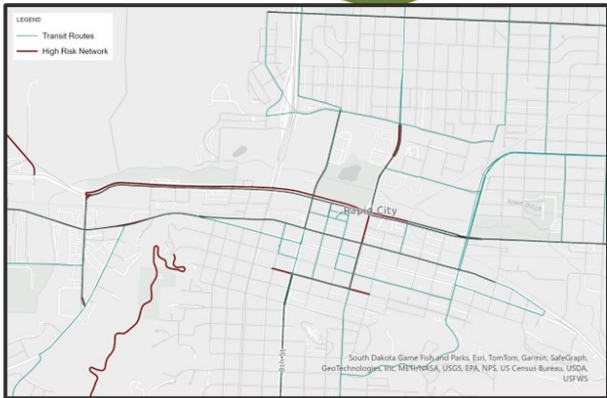 LEGEND
Transit Routes
High Risk Network
Rapid City
South Dakota Game Fish and Parks, Esri, TomTom, Garmin, SafeGraph,
GeoTechnologies, Inc, METI/NASA, USGS, EPA, NPS, US Census Bureau, USDA,
USFWS